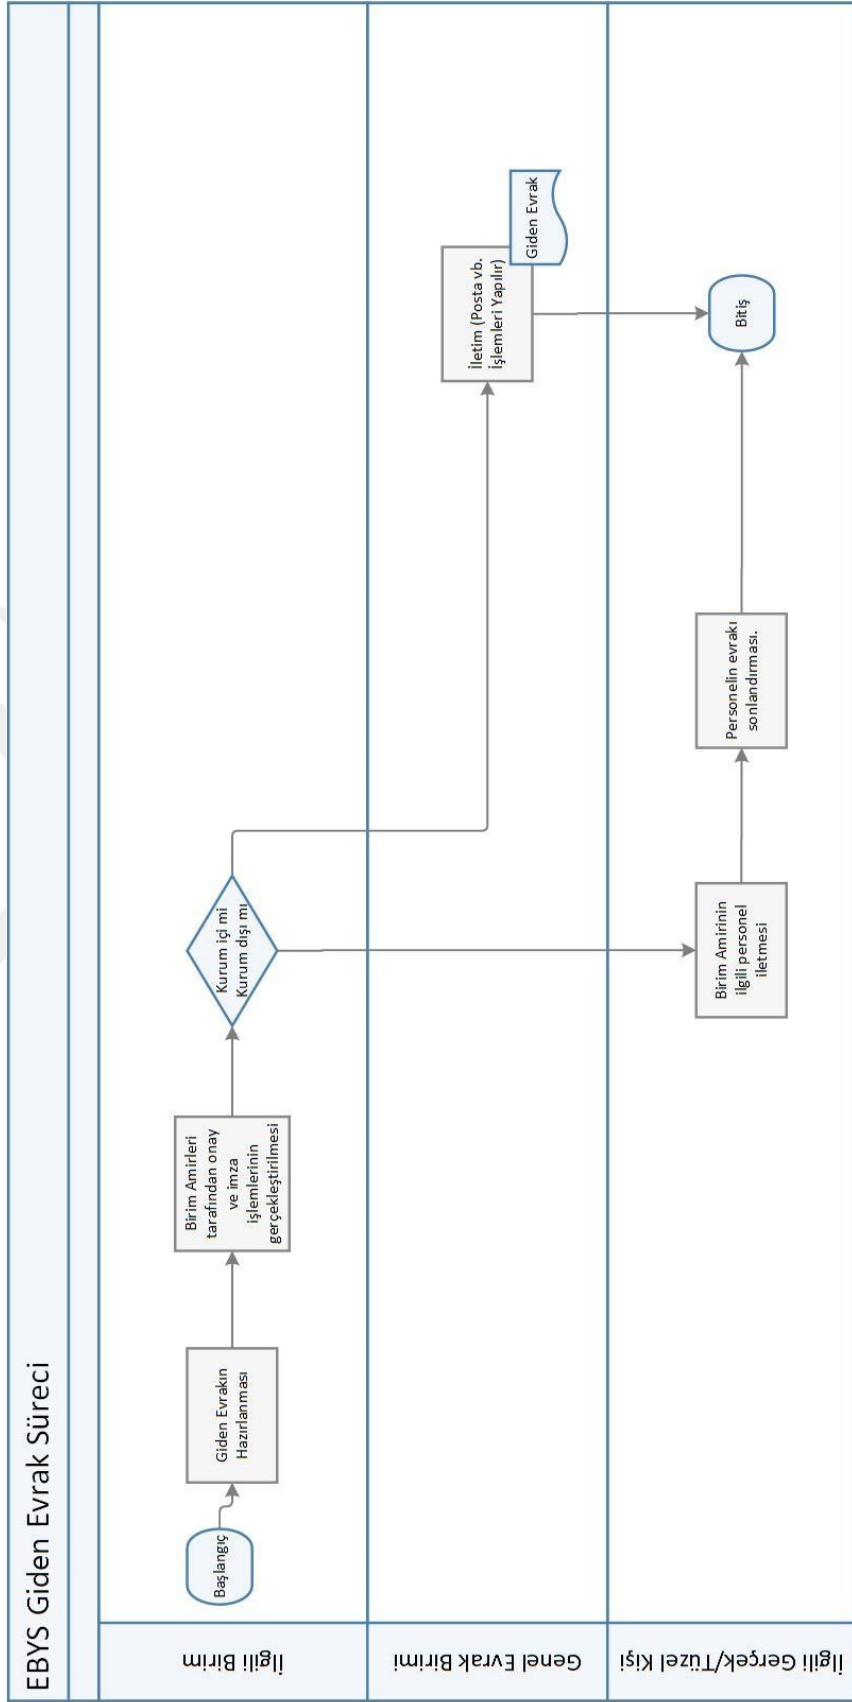 EBYS Giden Evrak Süreci
İlgili Birim
Başlangıç
Giden Evrakın
Hazırlanması
Birim Amirleri
tarafından onay
ve imza
işlemlerinin
gerçekleştirilmesi
Kurum içi mi
Kurum dışı mı
Genel Evrak Birimi
İletim (Posta vb.
İşlemleri Yapılır)
Giden Evrak
İlgili Gerçek/Tüzel Kişi
Birim Amirinin
ilgili personel
iletmesi
Personelin evrakı
sonlandırması.
Bitiş